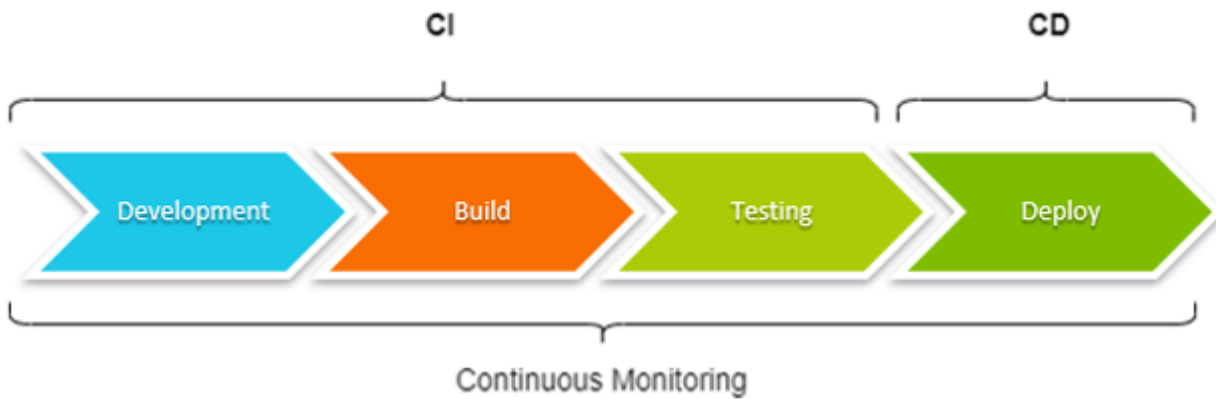 CI
CD
Development
Build
Testing
Deploy
Continuous Monitoring